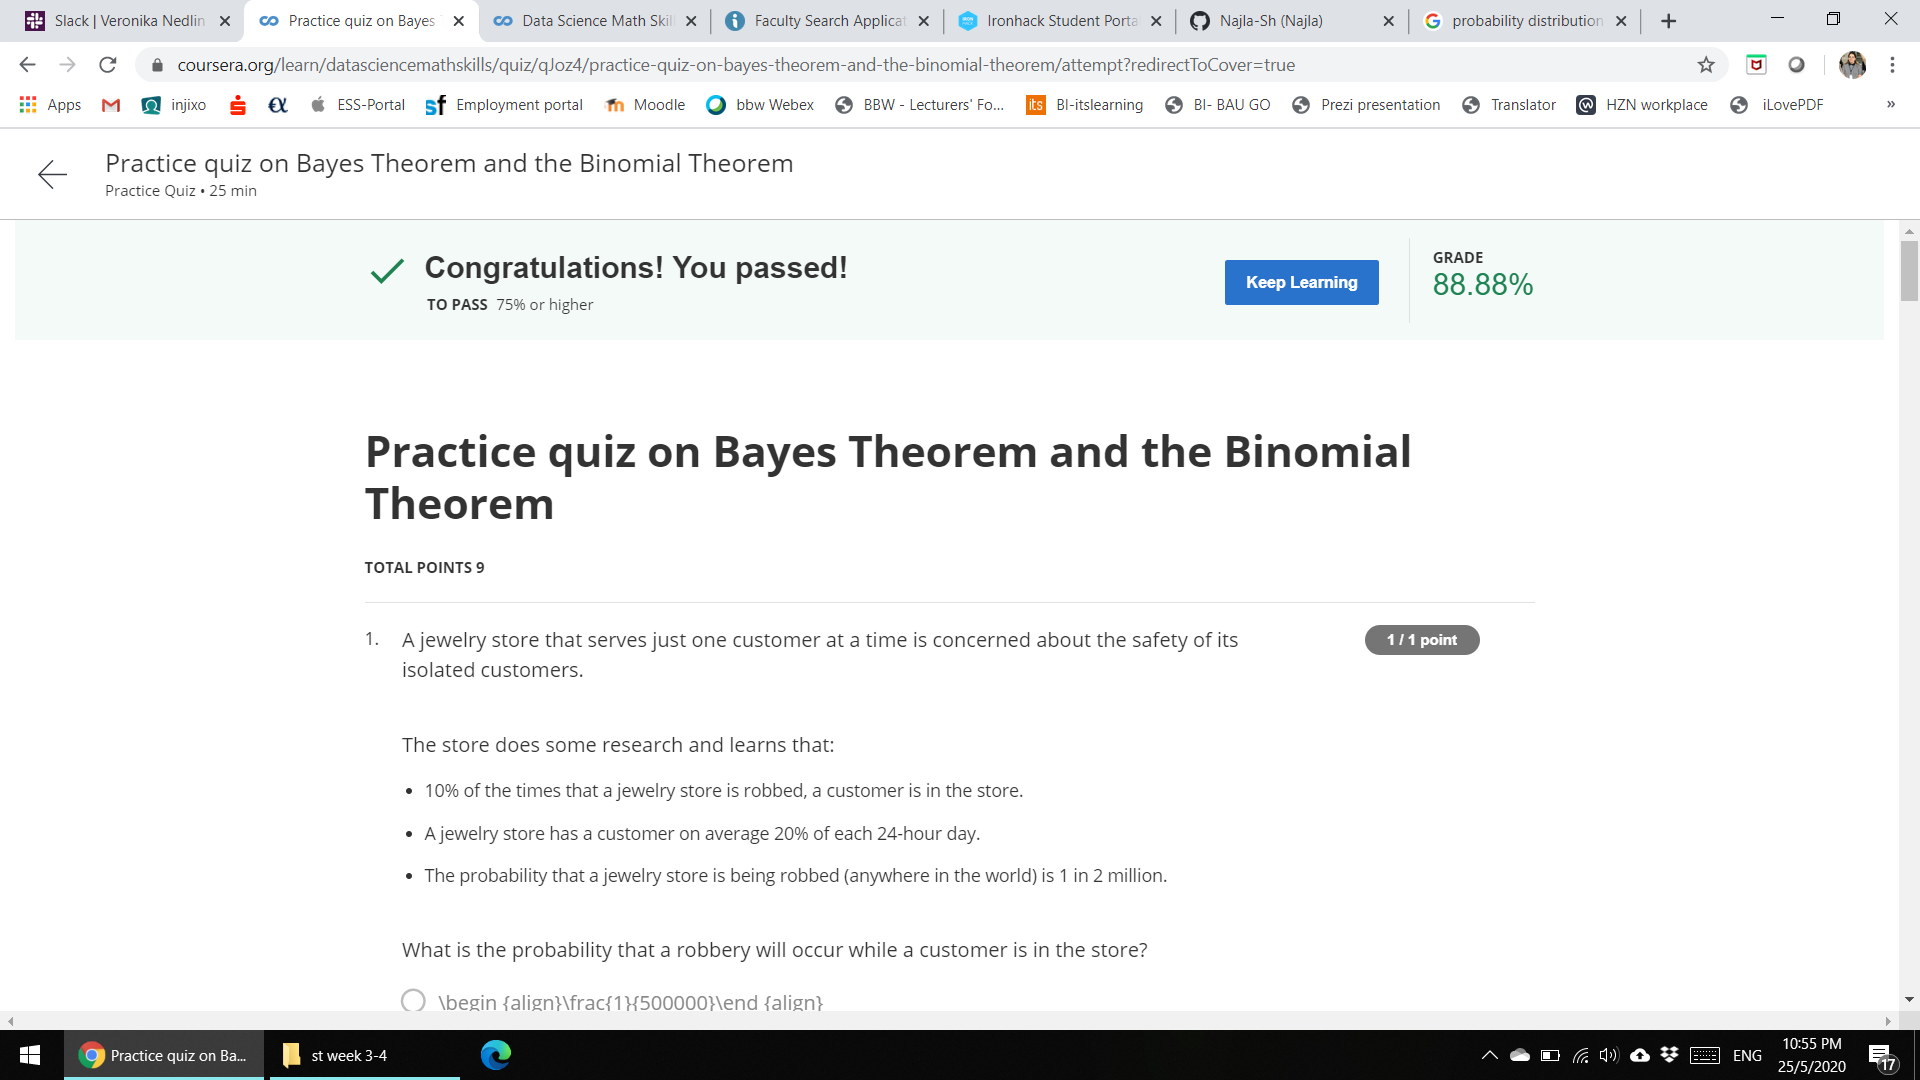 Slack | Veronika Nedlin
Practice quiz on Bayes
Data Science Math Skil
Faculty Search Applicat
Ironhack Student Porta
Najla-Sh (Najla)
probability distribution
coursera.org/learn/datasciencemathskills/quiz/qJoz4/practice-quiz-on-bayes-theorem-and-the-binomial-theorem/attempt?redirectToCover=true
Apps
injixo
ESS-Portal
Employment portal
Moodle
bbw Webex
BBW - Lecturers' Fo...
its
BI-itslearning
BI- BAU GO
Prezi presentation
Translator
HZN workplace
iLovePDF
»
Practice quiz on Bayes Theorem and the Binomial Theorem
Practice Quiz • 25 min
Congratulations! You passed!
TO PASS 75% or higher
Keep Learning
GRADE
88.88%
Practice quiz on Bayes Theorem and the Binomial
Theorem
TOTAL POINTS 9
1. A jewelry store that serves just one customer at a time is concerned about the safety of its
isolated customers.
1 / 1 point
The store does some research and learns that:
• 10% of the times that a jewelry store is robbed, a customer is in the store.
• A jewelry store has a customer on average 20% of each 24-hour day.
• The probability that a jewelry store is being robbed (anywhere in the world) is 1 in 2 million.
What is the probability that a robbery will occur while a customer is in the store?
\begin {align}\frac{1}{500000}\end {align}
Practice quiz on Ba...
st week 3-4
ENG
10:55 PM
25/5/2020
17